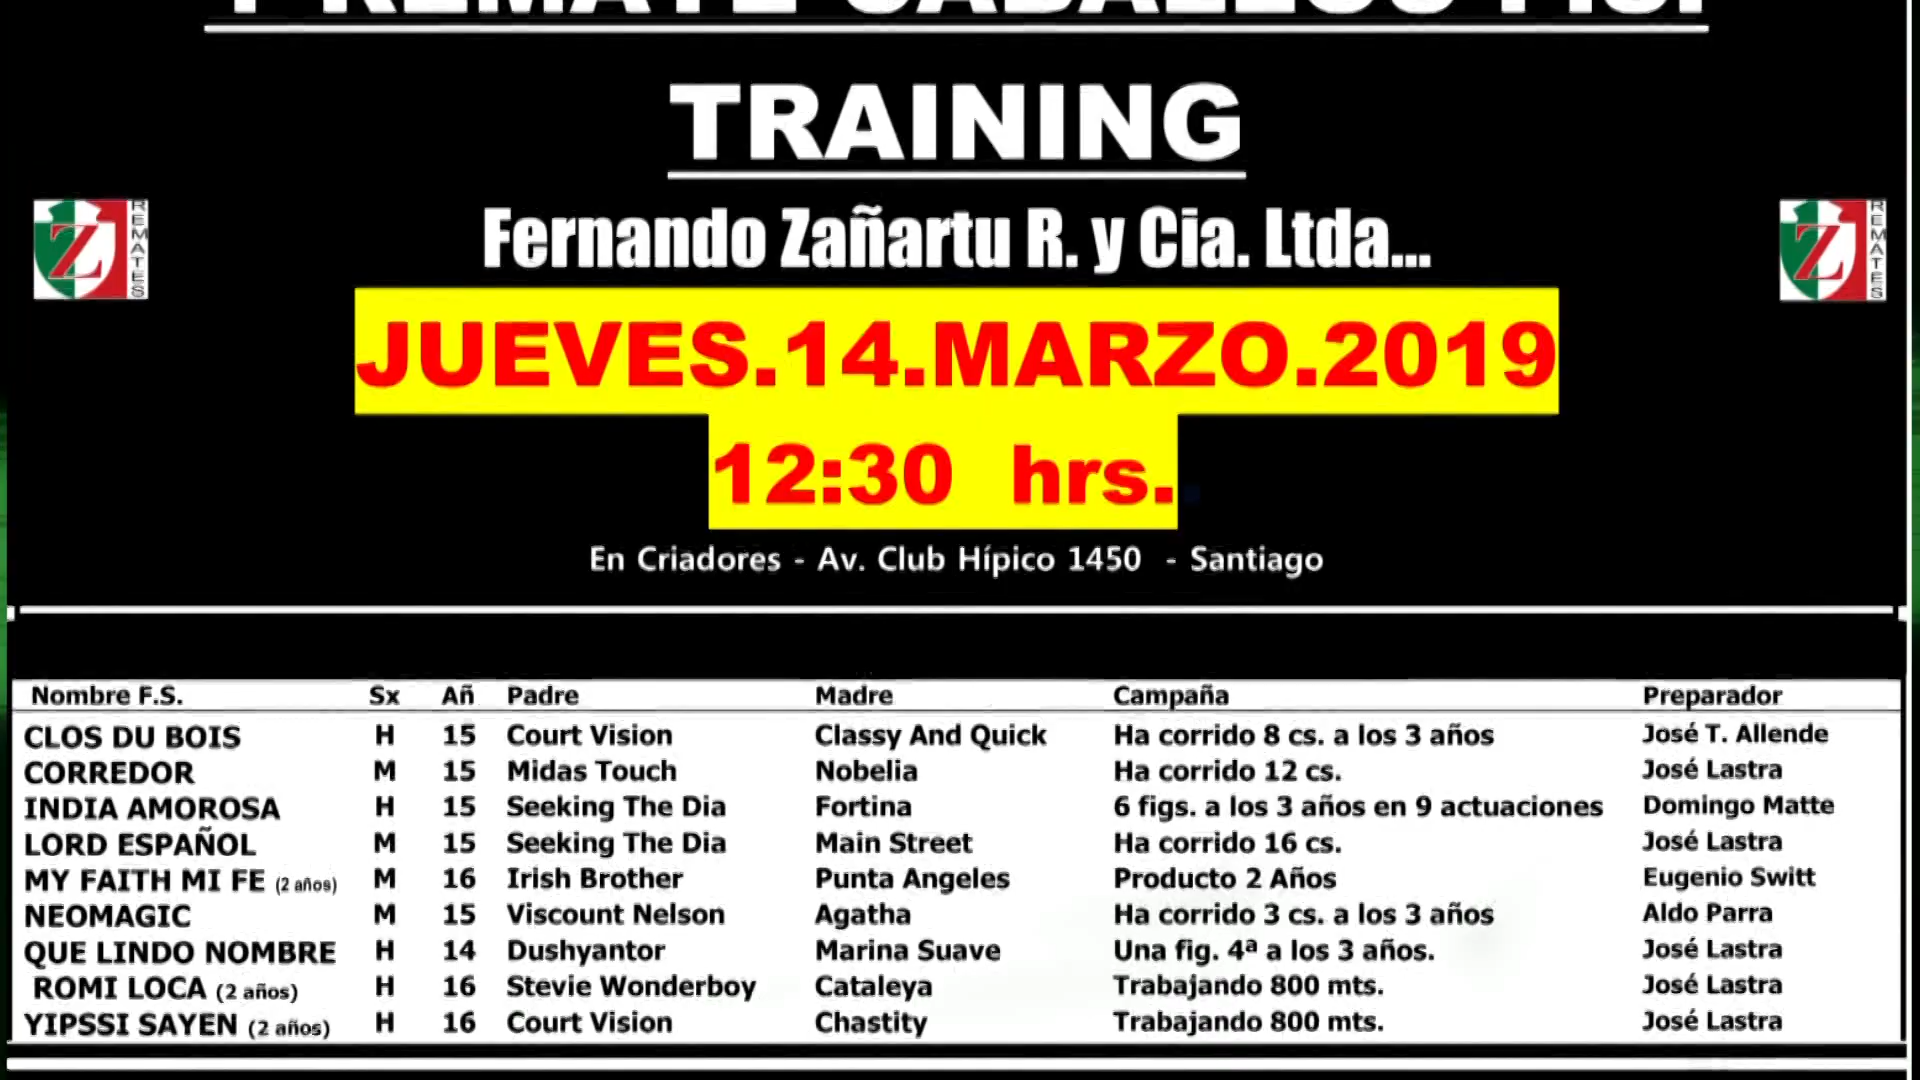 TRAINING
REMATES
Fernando Zañartu R. y Cia. Ltda...
REMATES
JUEVES.14.MARZO.2019
12:30 hrs.
En Criadores - Av. Club Hípico 1450 - Santiago
Nombre F.S. Sx Añ Padre Madre Campaña Preparador
CLOS DU BOIS H 15 Court Vision Classy And Quick Ha corrido 8 cs. a los 3 años José T. Allende
CORREDOR M 15 Midas Touch Nobelia Ha corrido 12 cs. José Lastra
INDIA AMOROSA H 15 Seeking The Dia Fortina 6 figs. a los 3 años en 9 actuaciones Domingo Matte
LORD ESPAÑOL M 15 Seeking The Dia Main Street Ha corrido 16 cs. José Lastra
MY FAITH MI FE (2 años) M 16 Irish Brother Punta Angeles Producto 2 Años Eugenio Switt
NEOMAGIC M 15 Viscount Nelson Agatha Ha corrido 3 cs. a los 3 años Aldo Parra
QUE LINDO NOMBRE H 14 Dushyantor Marina Suave Una fig. 4ª a los 3 años. José Lastra
ROMI LOCA (2 años) H 16 Stevie Wonderboy Cataleya Trabajando 800 mts. José Lastra
YIPSSI SAYEN (2 años) H 16 Court Vision Chastity Trabajando 800 mts. José Lastra